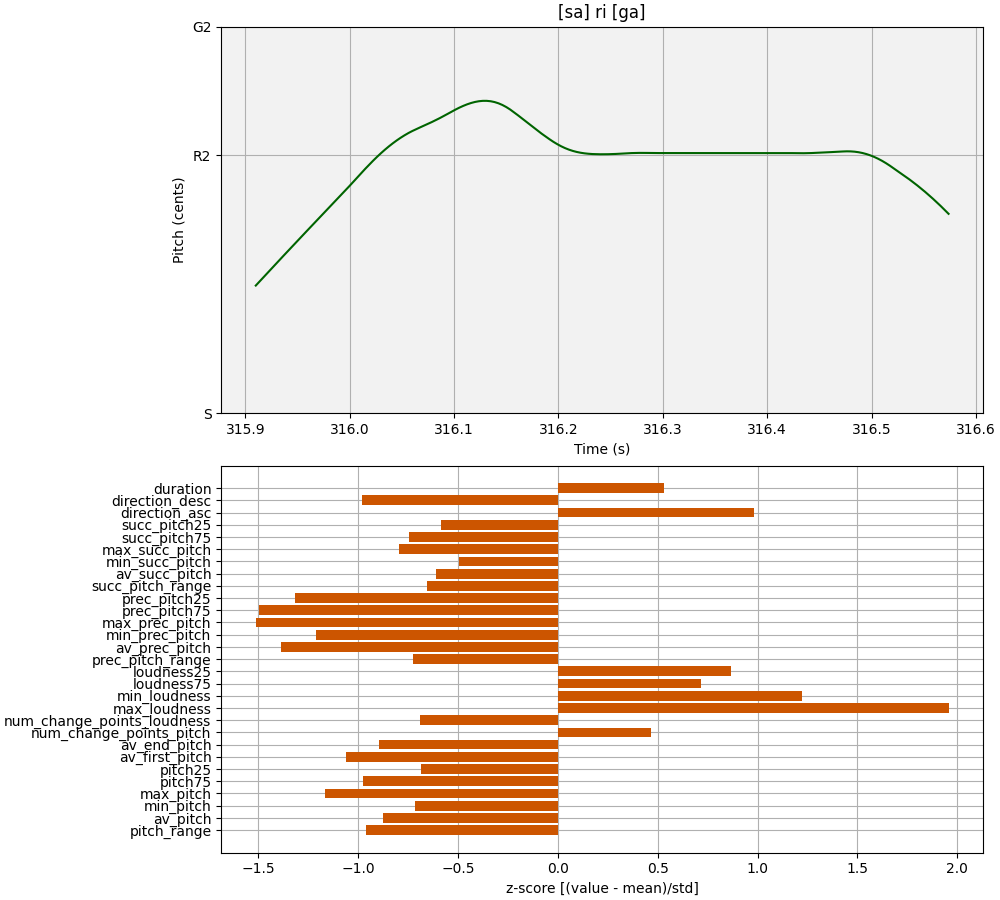 [sa] ri [ga]
G2
R2
S
Pitch (cents)
315.9 316.0 316.1 316.2 316.3 316.4 316.5 316.6
Time (s)
duration
direction_desc
direction_asc
succ_pitch25
succ_pitch75
max_succ_pitch
min_succ_pitch
av_succ_pitch
succ_pitch_range
prec_pitch25
prec_pitch75
max_prec_pitch
min_prec_pitch
av_prec_pitch
prec_pitch_range
loudness25
loudness75
min_loudness
max_loudness
num_change_points_loudness
num_change_points_pitch
av_end_pitch
av_first_pitch
pitch25
pitch75
max_pitch
min_pitch
av_pitch
pitch_range
−1.5 −1.0 −0.5 0.0 0.5 1.0 1.5 2.0
z-score [(value - mean)/std]